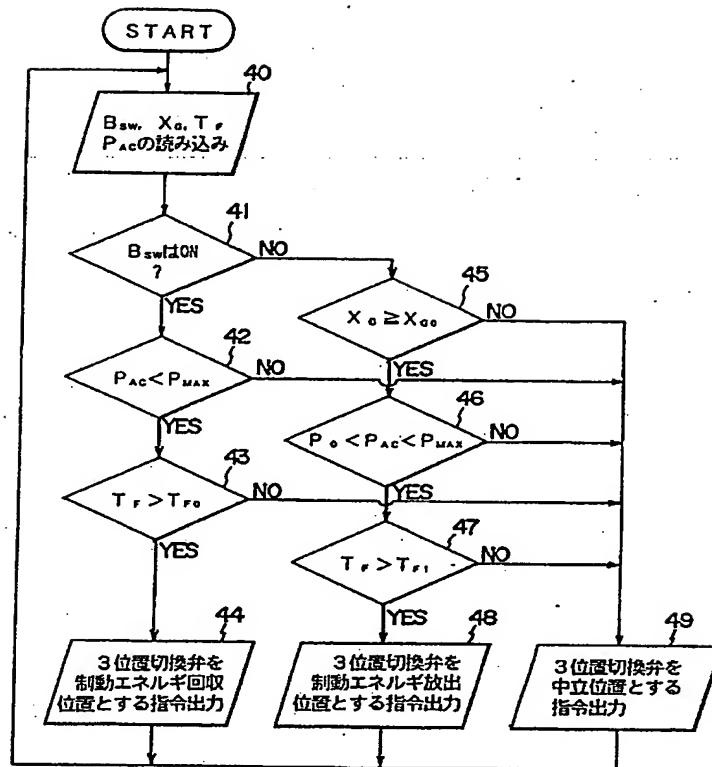 START
40
Bsw, XG, TF
PACの読み込み
41
BswはON
?
NO
YES
45
XG≧XG0
NO
YES
42
PAC<PMAX
NO
YES
46
P0<PAC<PMAX
NO
YES
43
TF>TF0
NO
YES
47
TF>TF1
NO
YES
44
3位置切換弁を
制動エネルギ回収
位置とする指令出力
48
3位置切換弁を
制動エネルギ放出
位置とする指令出力
49
3位置切換弁を
中立位置とする
指令出力